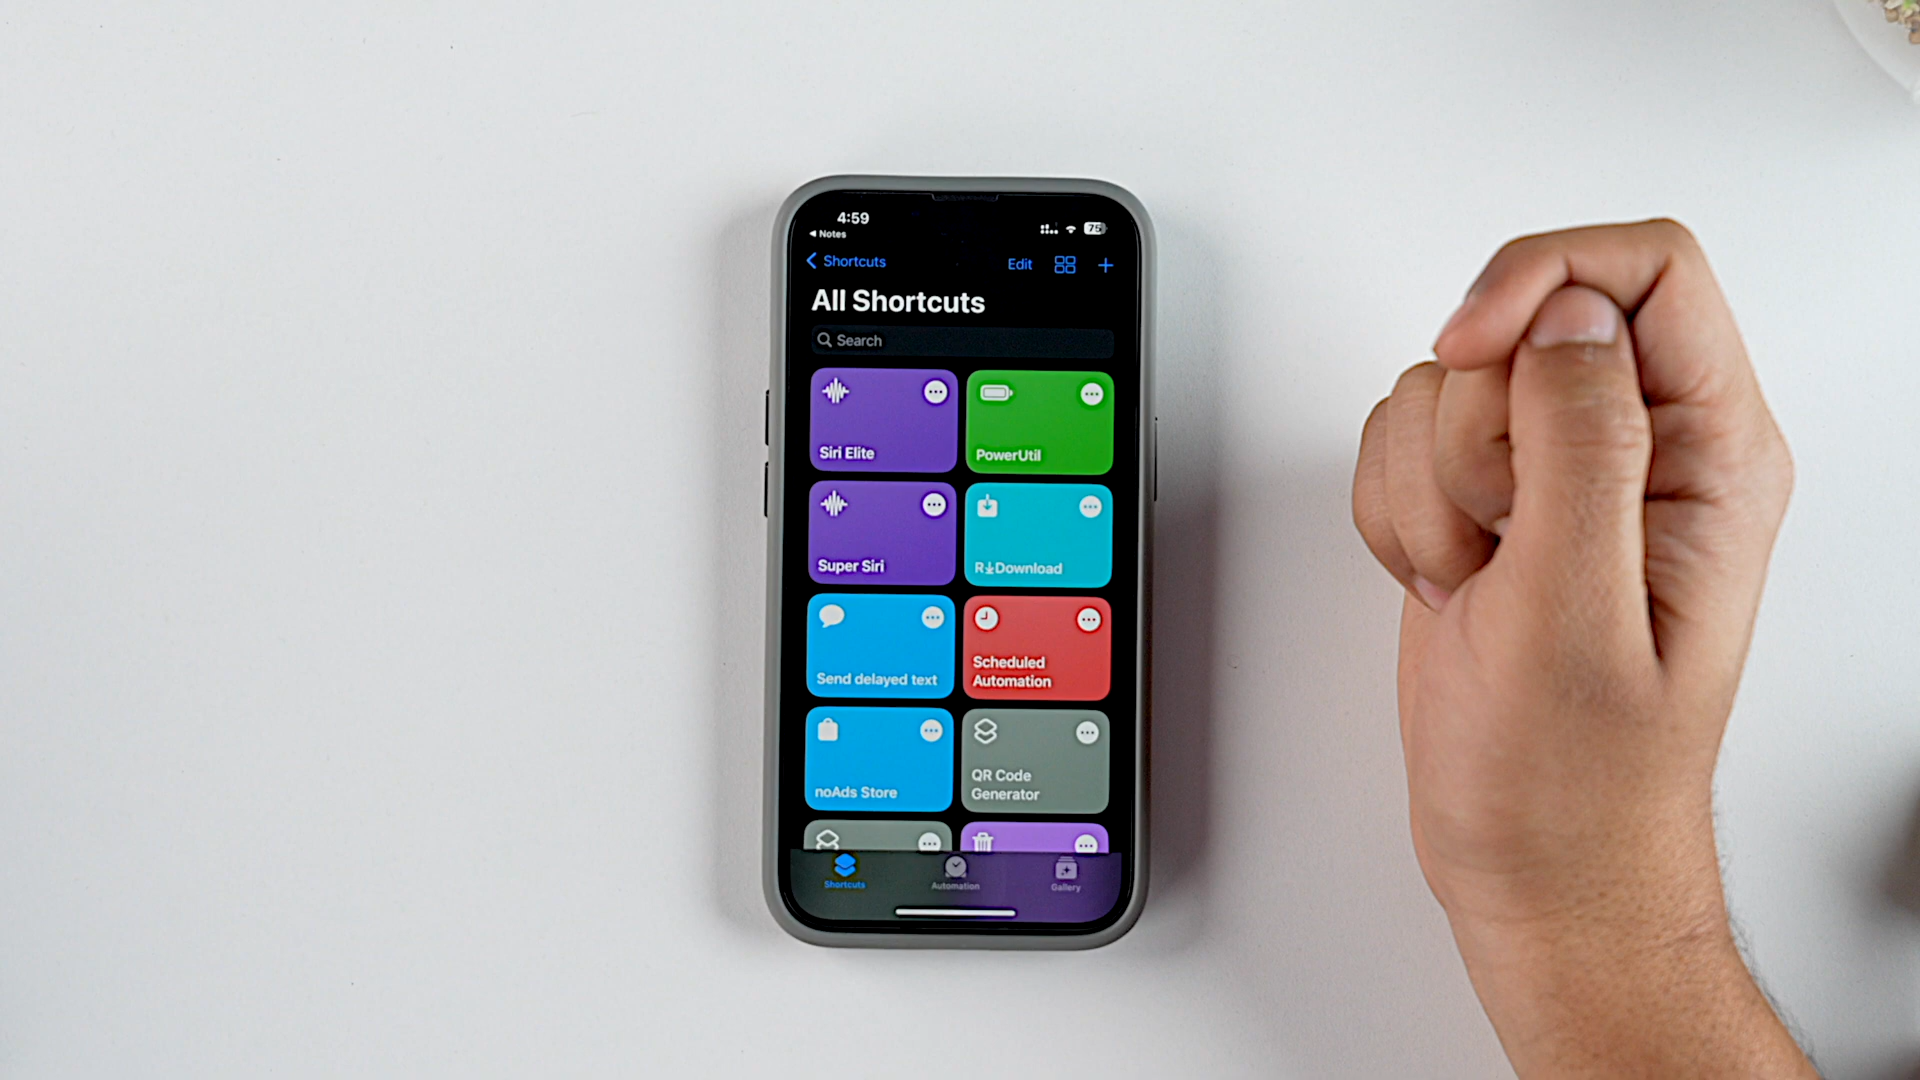 4:59
◀ Notes
75
Shortcuts
Edit
All Shortcuts
Search
Siri Elite
PowerUtil
Super Siri
R↓Download
Send delayed text
Scheduled
Automation
noAds Store
QR Code
Generator
Shortcuts
Automation
Gallery